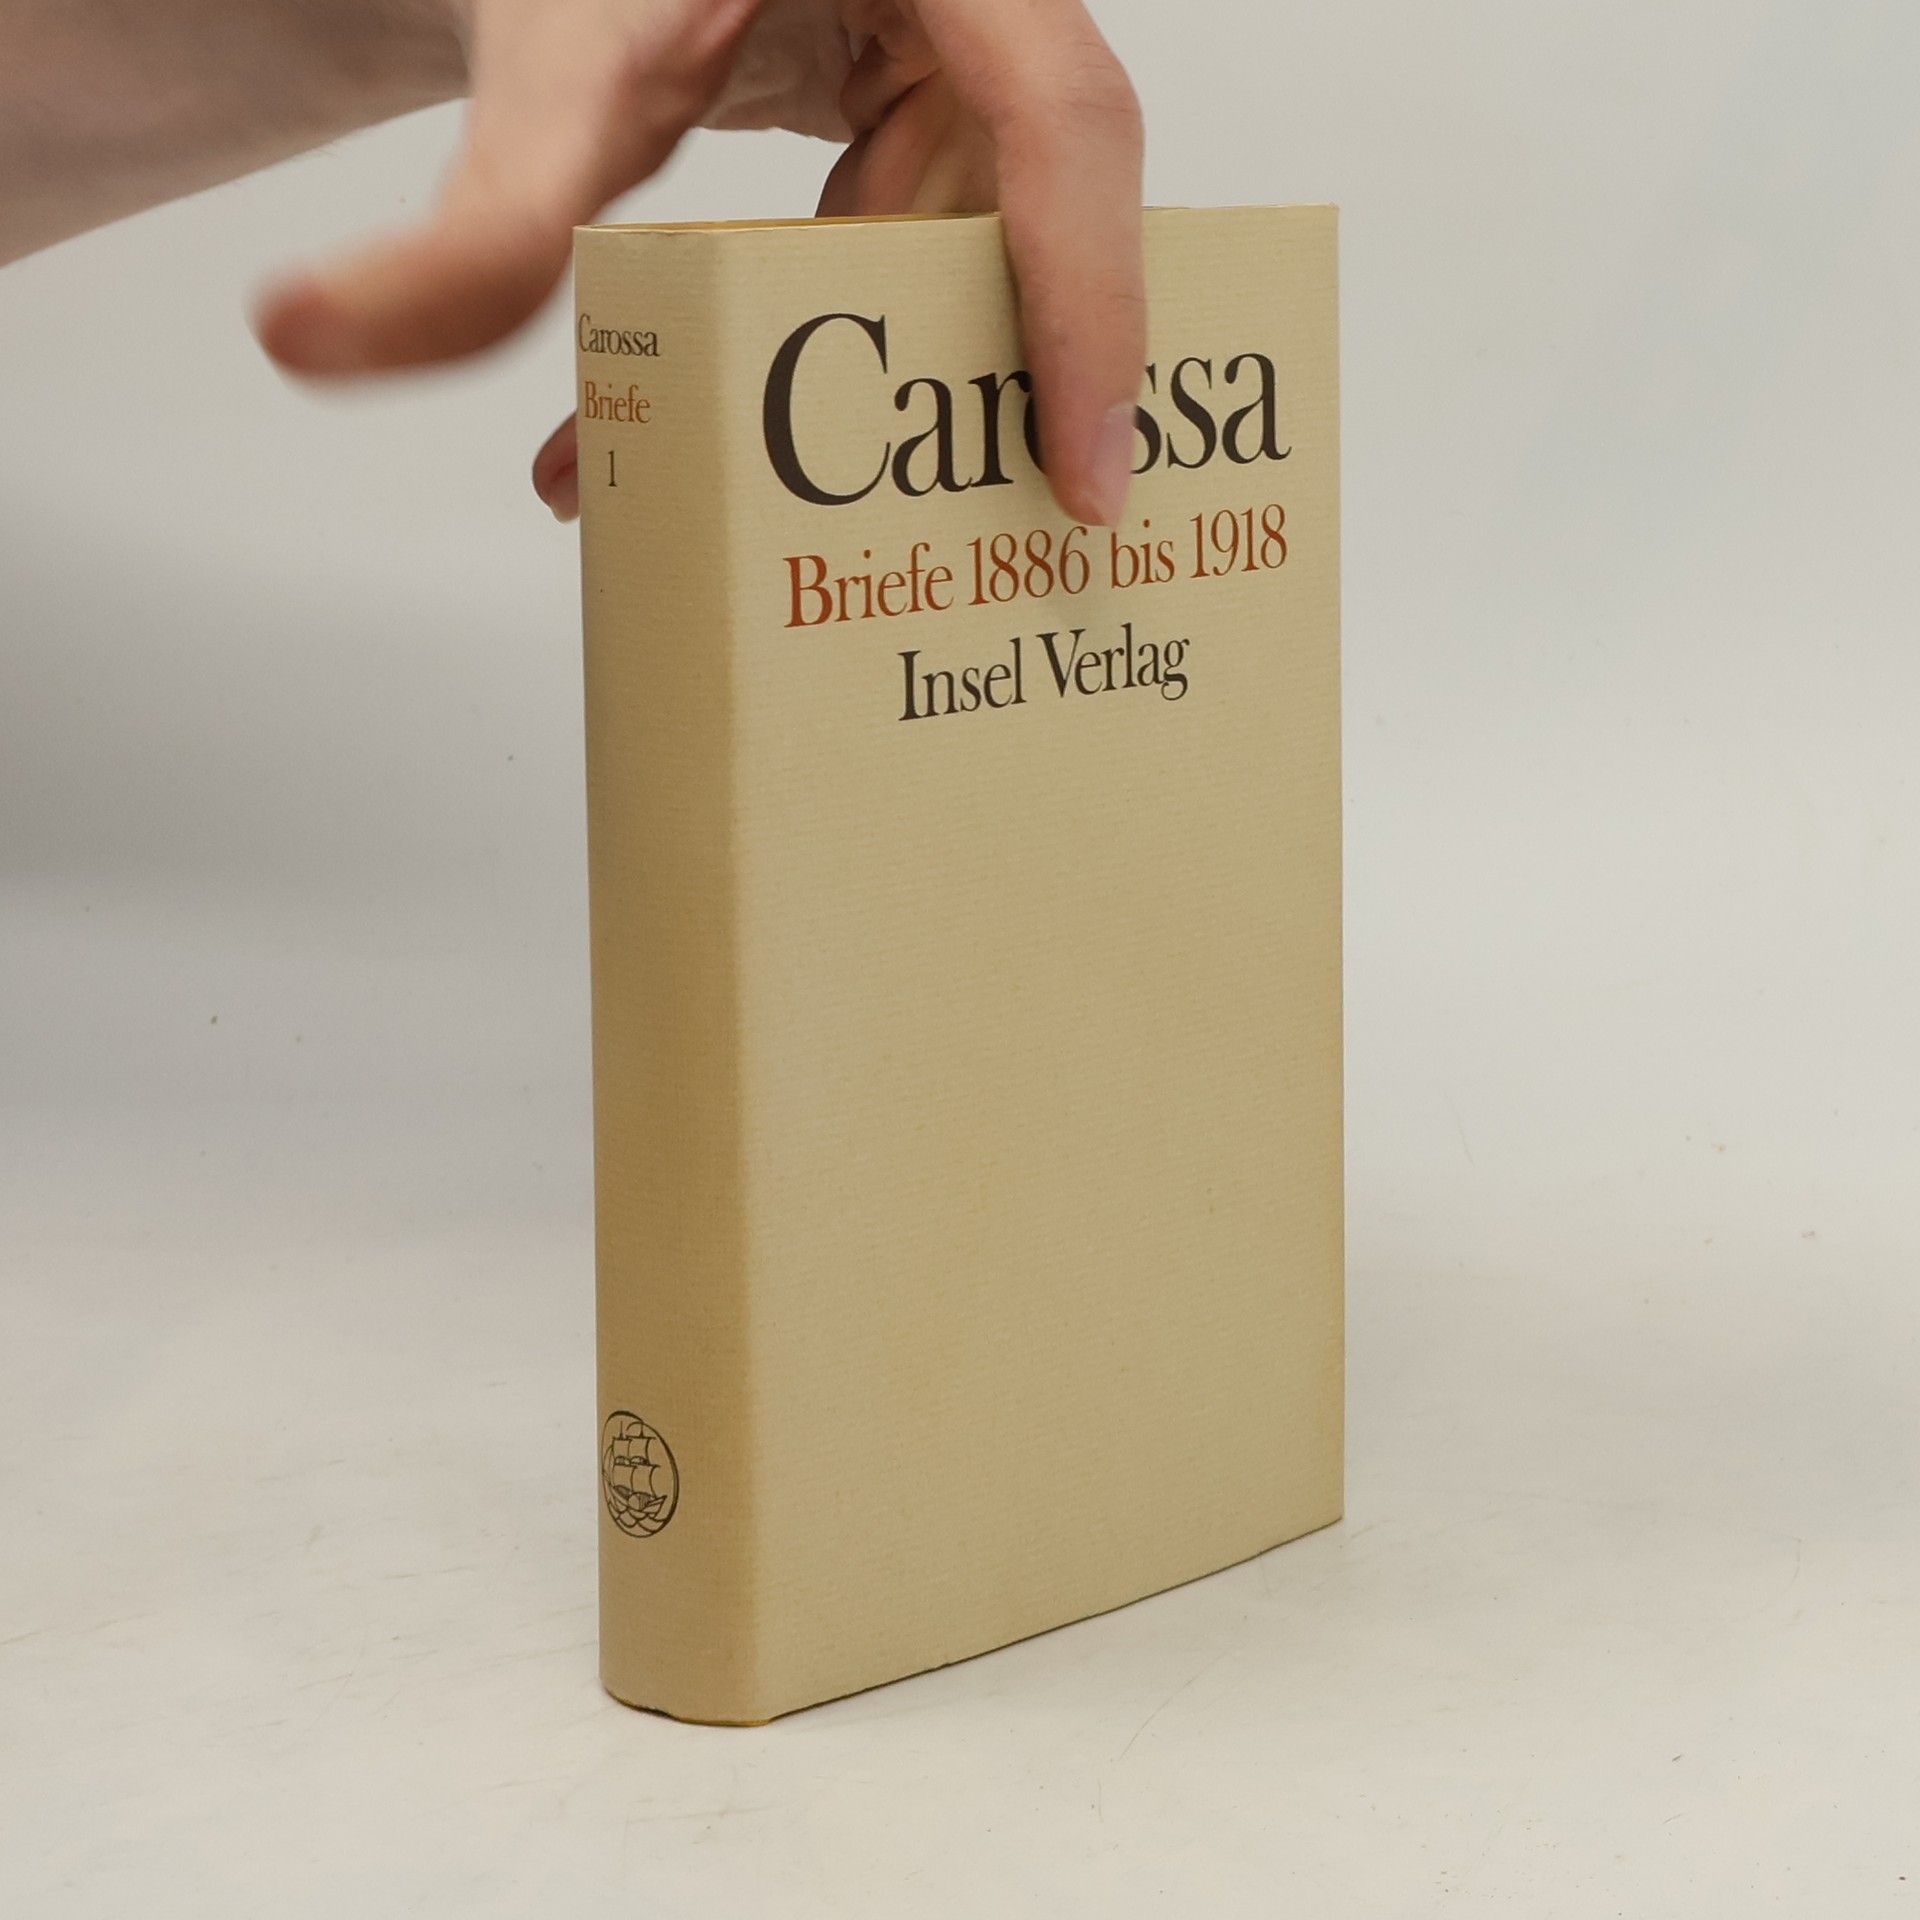 Carossa
Briefe
1
Carossa
Briefe 1886 bis 1918
Insel Verlag